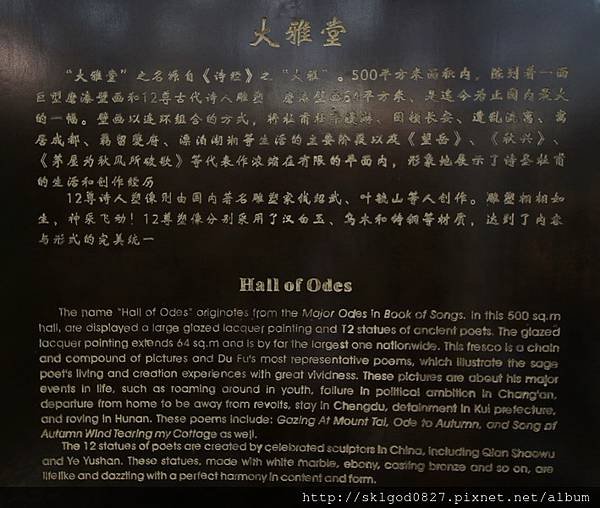 大雅堂
“大雅堂”之名源自《诗经》之“大雅”。500平方米面积内，陈列着一面
巨型磨漆壁画和12尊古代诗人雕塑 磨漆壁画64平方米、是迄今为止国内最大
的一幅。壁画以连环组合的方式，将杜甫 困顿长安、遭乱流寓、寓
居成都、羁留夔府、漂泊湖湘等生活的主要阶段以及《望岳》、《秋兴》、
《茅屋为秋风所破歌》等代表作浓缩在有限的平面内，形象地展示了诗圣杜甫
的生活和创作经历
12尊诗人塑像则由国内著名雕塑家钱绍武、叶毓山等人创作。雕塑栩栩如
生，神采飞动！12尊塑像分别采用了汉白玉、乌木和铸铜等材质，达到了内容
与形式的完美统一
Hall of Odes
The name "Hall of Odes" originates from the Major Odes in Book of Songs. In this 500 sq.m
hall, are displayed a large glazed lacquer painting and 12 statues of ancient poets. The glazed
lacquer painting extends 64 sq.m and is by far the largest one nationwide. This fresco is a chain
and compound of pictures and Du Fu's most representative poems, which illustrate the sage
poet's living and creation experiences with great vividness. These pictures are about his major
events in life, such as roaming around in youth, failure in political ambition in Chang'an,
departure from home to be away from revolts, stay in Chengdu, detainment in Kui prefecture,
and roving in Hunan. These poems include: Gazing At Mount Tai, Ode to Autumn, and Song of
Autumn Wind Tearing my Cottage as well.
The 12 statues of poets are created by celebrated sculptors in China, including Qian Shaowu
and Ye Yushan. These statues, made with white marble, ebony, casting bronze and so on, are
lifelike and dazzling with a perfect harmony in content and form.
http://sklgod0827.pixnet.net/album